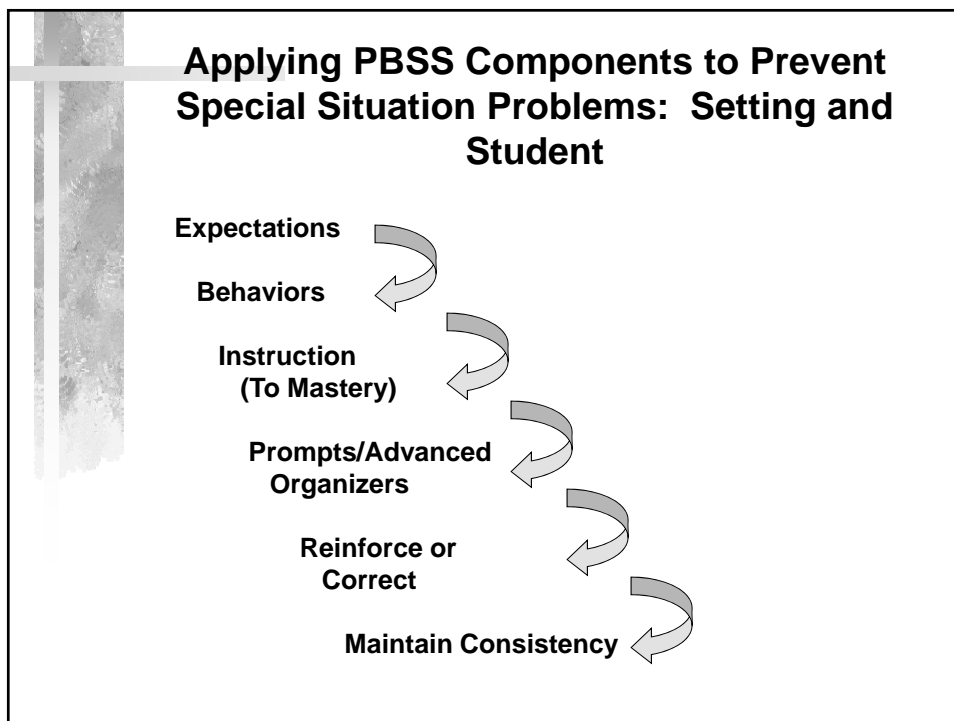 Applying PBSS Components to Prevent
Special Situation Problems:  Setting and
Student
Expectations
Behaviors
Instruction
(To Mastery)
Prompts/Advanced
Organizers
Reinforce or
Correct
Maintain Consistency